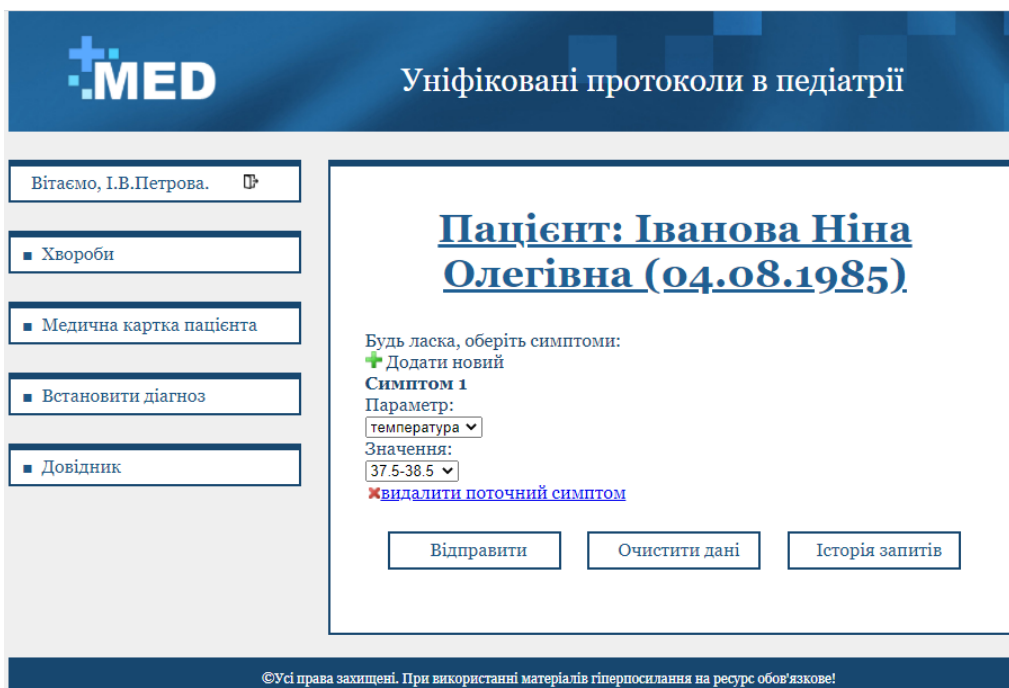 MED
Уніфіковані протоколи в педіатрії
Вітаємо, І.В.Петрова.
Хвороби
Медична картка пацієнта
Встановити діагноз
Довідник
Пацієнт: Іванова Ніна
Олегівна (04.08.1985)
Будь ласка, оберіть симптоми:
Додати новий
Симптом 1
Параметр:
температура
Значення:
37.5-38.5
видалити поточний симптом
Відправити
Очистити дані
Історія запитів
©Усі права захищені. При використанні матеріалів гіперпосилання на ресурс обов'язкове!